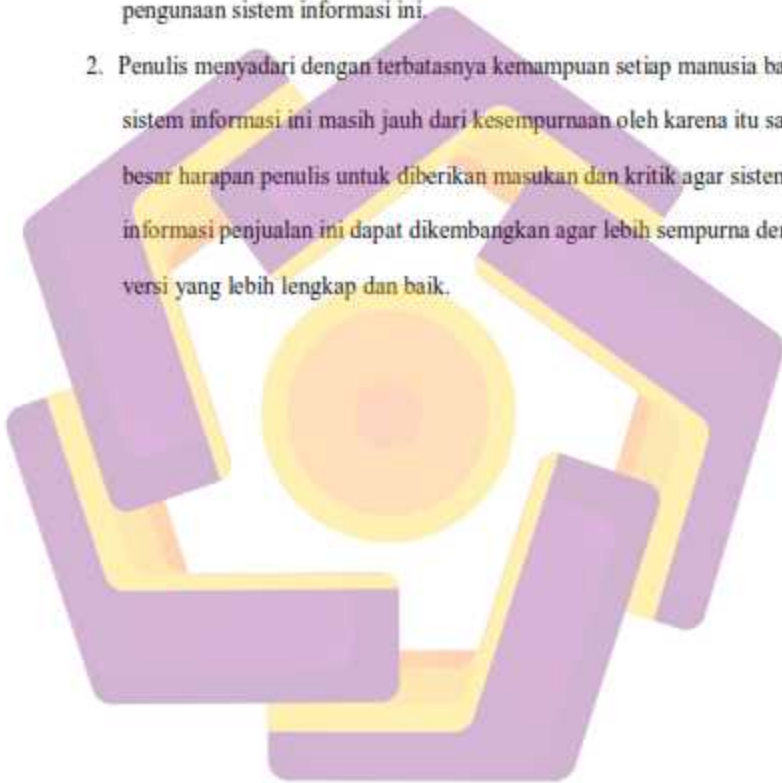 pengunaan sistem informasi ini.
2. Penulis menyadari dengan terbatasnya kemampuan setiap manusia
sistem informasi ini masih jauh dari kesempurnaan oleh karena itu
besar harapan penulis untuk diberikan masukan dan kritik agar
informasi penjualan ini dapat dikembangkan agar lebih sempurna
versi yang lebih lengkap dan baik.